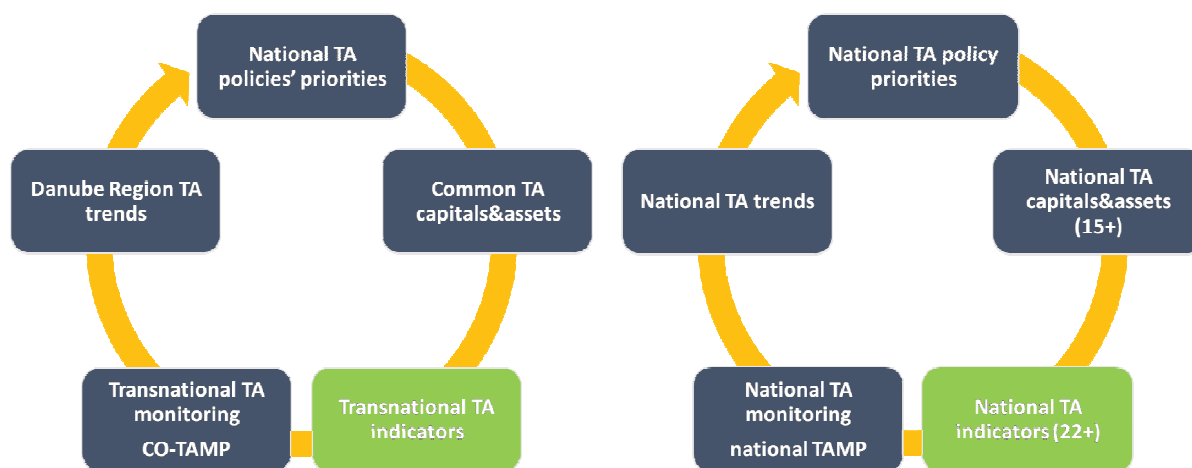 National TA
policies' priorities
Common TA
capitals&assets
Transnational TA
indicators
Transnational TA
monitoring
CO-TAMP
Danube Region TA
trends
National TA policy
priorities
National TA
capitals&assets
(15+)
National TA
indicators (22+)
National TA
monitoring
national TAMP
National TA trends